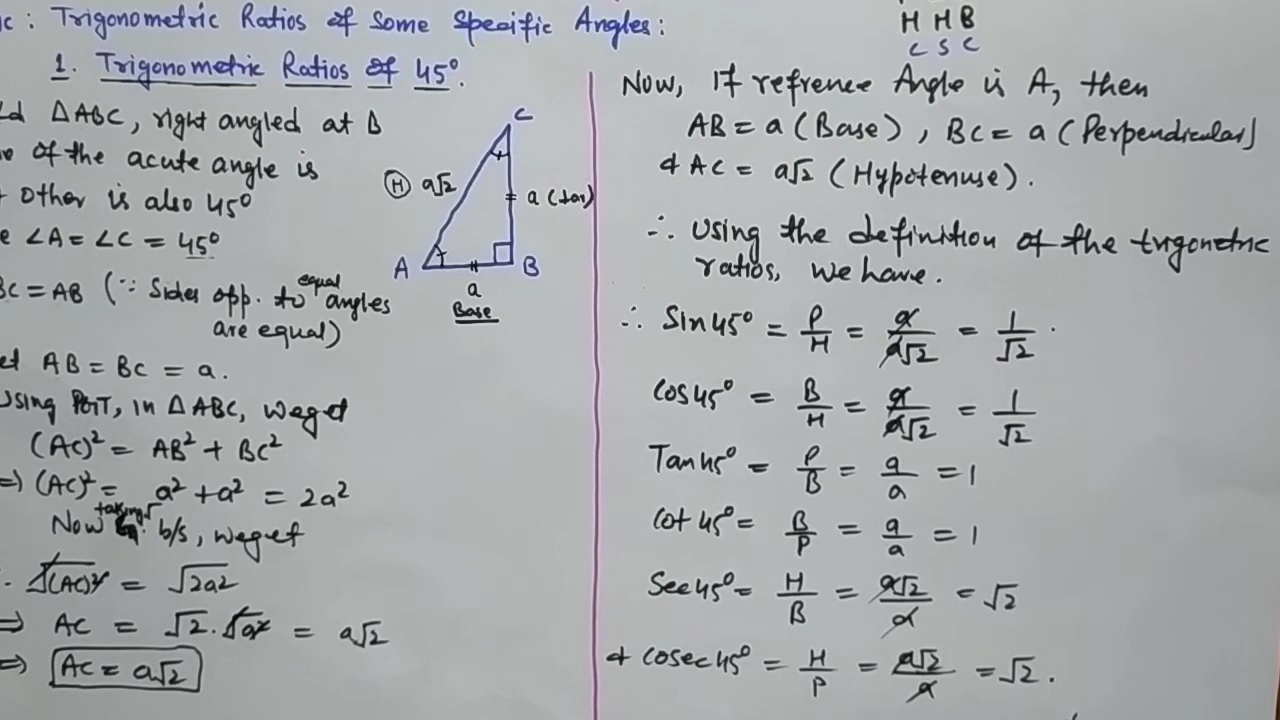 c: Trigonometric Ratios of Some Specific Angles:
1. Trigonometric Ratios of 45°.
ΔABC, right angled at B
of the acute angle is
other is also 45°
e ∠A = ∠C = 45°
BC = AB (∵ Sides opp. to equal angles
are equal)
et AB = BC = a.
Using PGT, in ΔABC, we get
(AC)² = AB² + BC²
⇒ (AC)² = a² + a² = 2a²
Now taking √ b/s, we get
∴ √(AC)² = √2a²
⇒ AC = √2 . √a² = a√2
⇒ AC = a√2
C
H a√2
a (Lar)
A
B
a
Base
H H B
C S C
Now, If refrence Angle is A, then
AB = a (Base), BC = a (Perpendicular)
& AC = a√2 (Hypotenuse).
∴ Using the definition of the trigonetric
ratios, we have.
∴ Sin45° = P/H = a/a√2 = 1/√2 .
Cos45° = B/H = a/a√2 = 1/√2
Tan45° = P/B = a/a = 1
Cot45° = B/P = a/a = 1
Sec45° = H/B = a√2/a = √2
& Cosec45° = H/P = a√2/a = √2 .